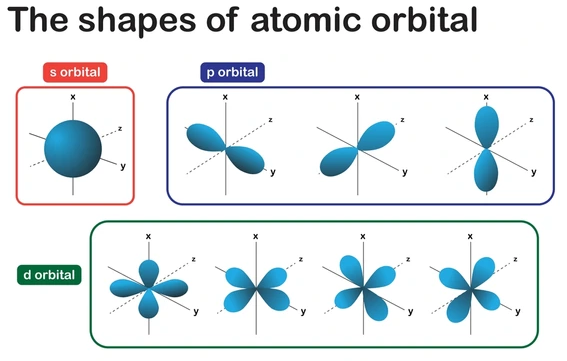 The shapes of atomic orbital
s orbital
p orbital
x
z
y
x
z
y
x
z
y
x
z
y
d orbital
x
z
y
x
z
y
x
z
y
x
z
y